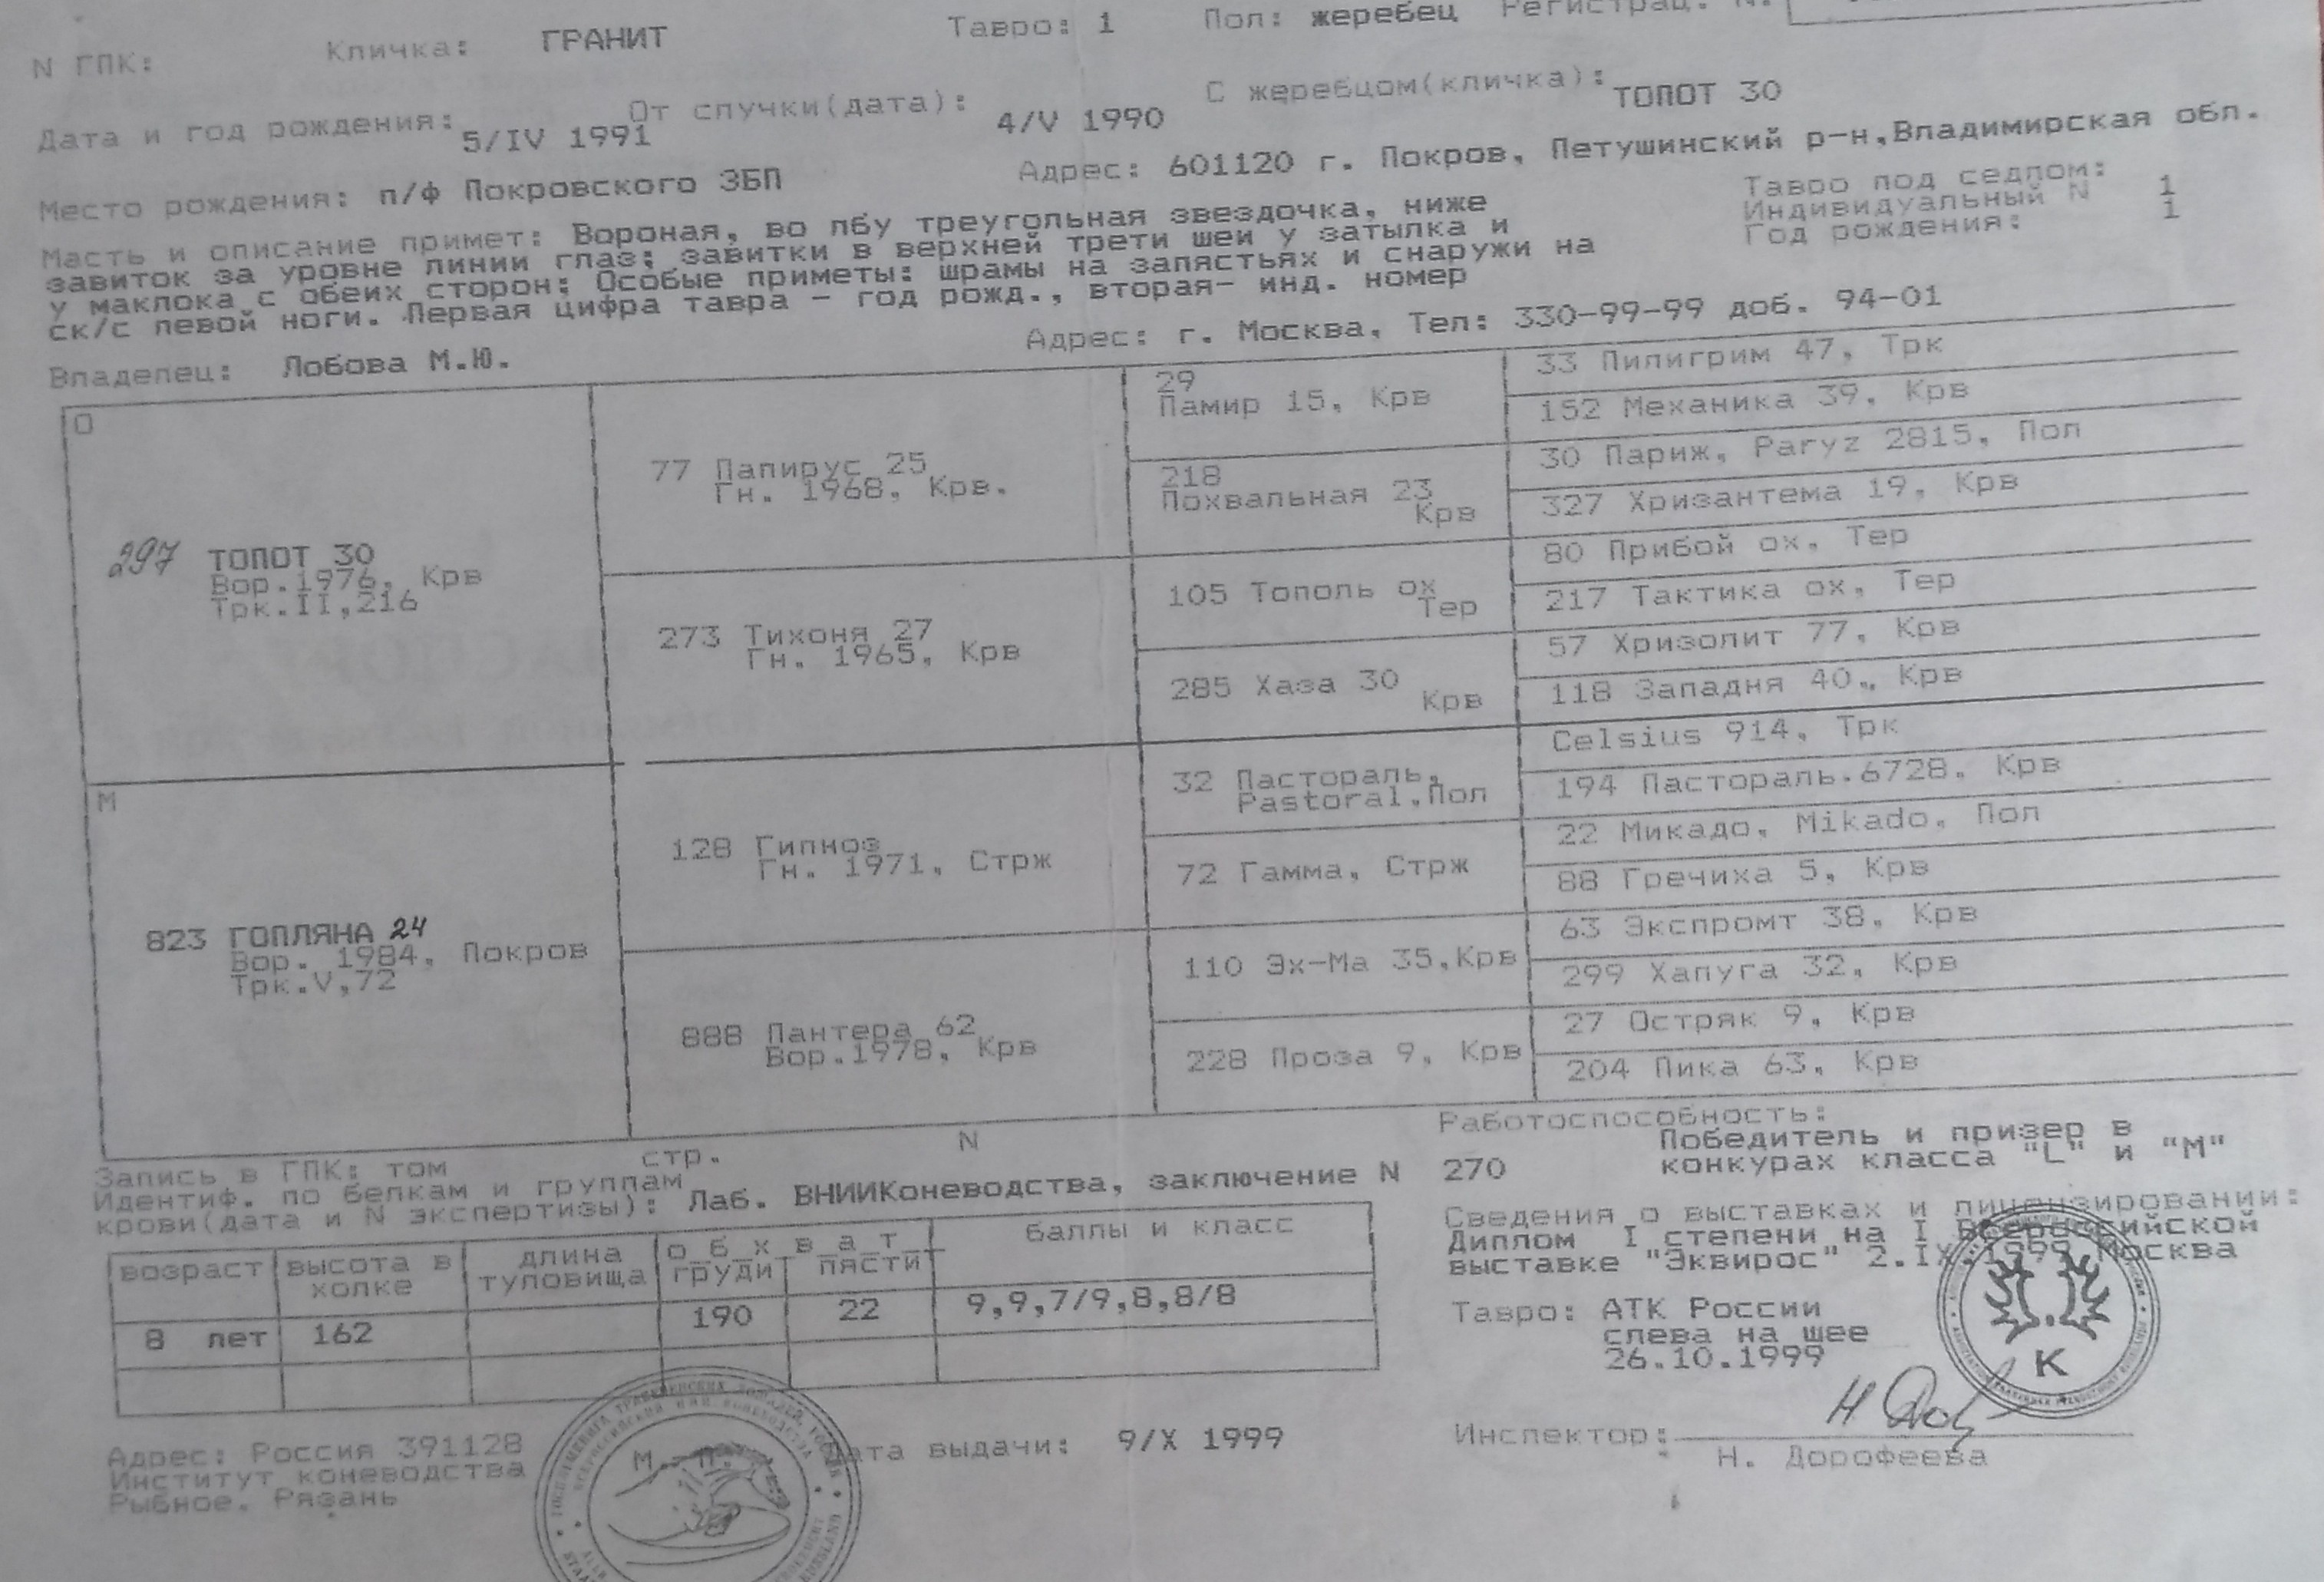 N ГПК: Кличка: ГРАНИТ Тавро: 1 Пол: жеребец Регистрац. N:
Дата и год рождения: 5/IV 1991 От случки(дата): 4/V 1990 С жеребцом(кличка): ТОПОТ 30
Место рождения: п/ф Покровского ЗБП Адрес: 601120 г. Покров, Петушинский р-н,Владимирская обл.
Масть и описание примет: Вороная, во лбу треугольная звездочка, ниже
завиток за уровне линии глаз; завитки в верхней трети шеи у затылка и
у маклока с обеих сторон; Особые приметы: шрамы на запястьях и снаружи на
ск/с левой ноги. Первая цифра тавра - год рожд., вторая- инд. номер
Тавро под седлом:
Индивидуальный N 1
Год рождения: 1
Владелец: Лобова М.Ю. Адрес: г. Москва, Тел: 330-99-99 доб. 94-01
О
297 ТОПОТ 30
Вор.1976, Крв
Трк.II,216
М
823 ГОПЛЯНА 24
Вор. 1984, Покров
Трк.V,72
77 Папирус 25
Гн. 1968, Крв.
273 Тихоня 27
Гн. 1965, Крв
128 Гипноз
Гн. 1971, Стрж
888 Пантера 62
Вор.1978, Крв
29
Памир 15, Крв
218
Похвальная 23
Крв
105 Тополь ох
Тер
285 Хаза 30
Крв
32 Пастораль,
Pastoral.Пол
72 Гамма, Стрж
110 Эх-Ма 35,Крв
228 Проза 9, Крв
33 Пилигрим 47, Трк
152 Механика 39, Крв
30 Париж, Paryz 2815, Пол
327 Хризантема 19, Крв
80 Прибой ох, Тер
217 Тактика ох, Тер
57 Хризолит 77, Крв
118 Западня 40, Крв
Celsius 914, Трк
194 Пастораль.6728, Крв
22 Микадо, Mikado, Пол
88 Гречиха 5, Крв
63 Экспромт 38, Крв
299 Хапуга 32, Крв
27 Остряк 9, Крв
204 Пика 63, Крв
Запись в ГПК: том стр. N
Идентиф. по белкам и группам
крови(дата и N экспертизы): Лаб. ВНИИКоневодства, заключение N 270
возраст высота в холке длина туловища о б х в а т груди пясти баллы и класс
8 лет 162 190 22 9,9,7/9,8,8/8
Работоспособность:
Победитель и призер в
конкурах класса "L" и "M"
Сведения о выставках и лицензировании:
Диплом I степени на I Всероссийской
выставке "Эквирос" 2.IX.1999 Москва
Тавро: АТК России
слева на шее
26.10.1999
К
Адрес: Россия 391128
Институт коневодства
Рыбное, Рязань
М. П.
Дата выдачи: 9/X 1999
Инспектор:
Н. Дорофеева